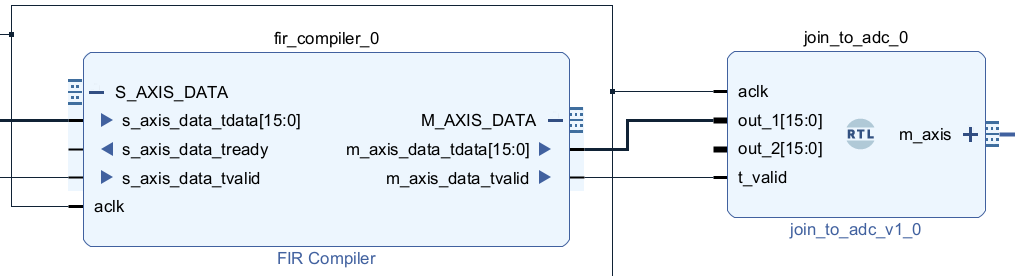 fir_compiler_0
S_AXIS_DATA
s_axis_data_tdata[15:0]
s_axis_data_tready
s_axis_data_tvalid
aclk
M_AXIS_DATA
m_axis_data_tdata[15:0]
m_axis_data_tvalid
FIR Compiler
join_to_adc_0
aclk
out_1[15:0]
out_2[15:0]
t_valid
RTL
m_axis
join_to_adc_v1_0